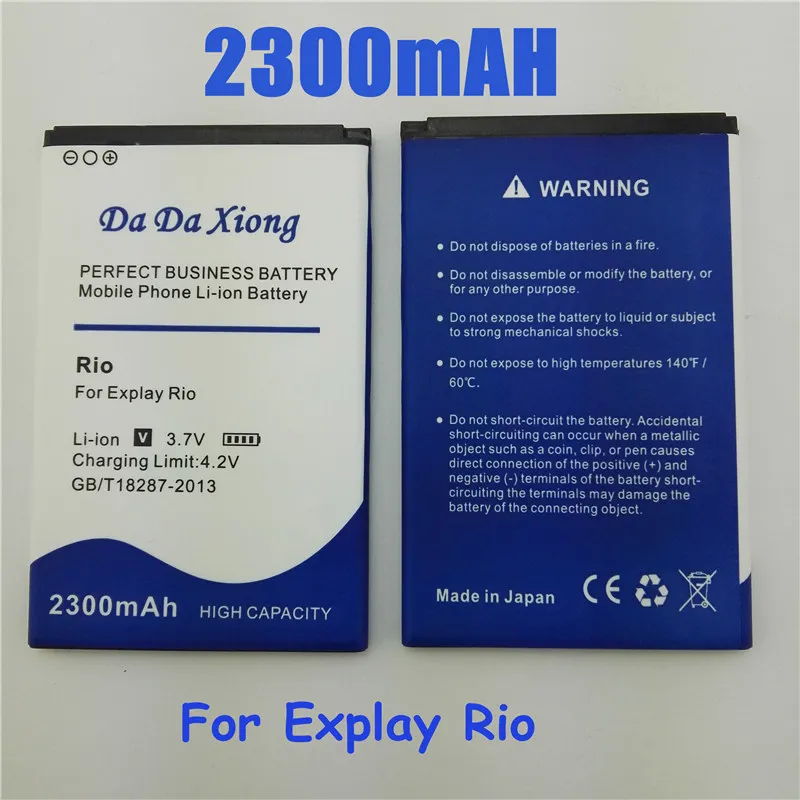 2300mAH
Da Da Xiong
PERFECT BUSINESS BATTERY
Mobile Phone Li-ion Battery
Rio
For Explay Rio
Li-ion V 3.7V
Charging Limit:4.2V
GB/T18287-2013
2300mAh HIGH CAPACITY
WARNING
• Do not dispose of batteries in a fire.
• Do not disassemble or modify the battery, or
for any other purpose.
• Do not expose the battery to liquid or subject
to strong mechanical shocks.
• Do not expose to high temperatures 140℉/
60℃.
• Do not short-circuit the battery. Accidental
short-circuiting can occur when a metallic
object such as a coin, clip, or pen causes
direct connection of the positive (+) and
negative (-) terminals of the battery short-
circuiting the terminals may damage the
battery of the connecting object.
Made in Japan CE
For Explay Rio